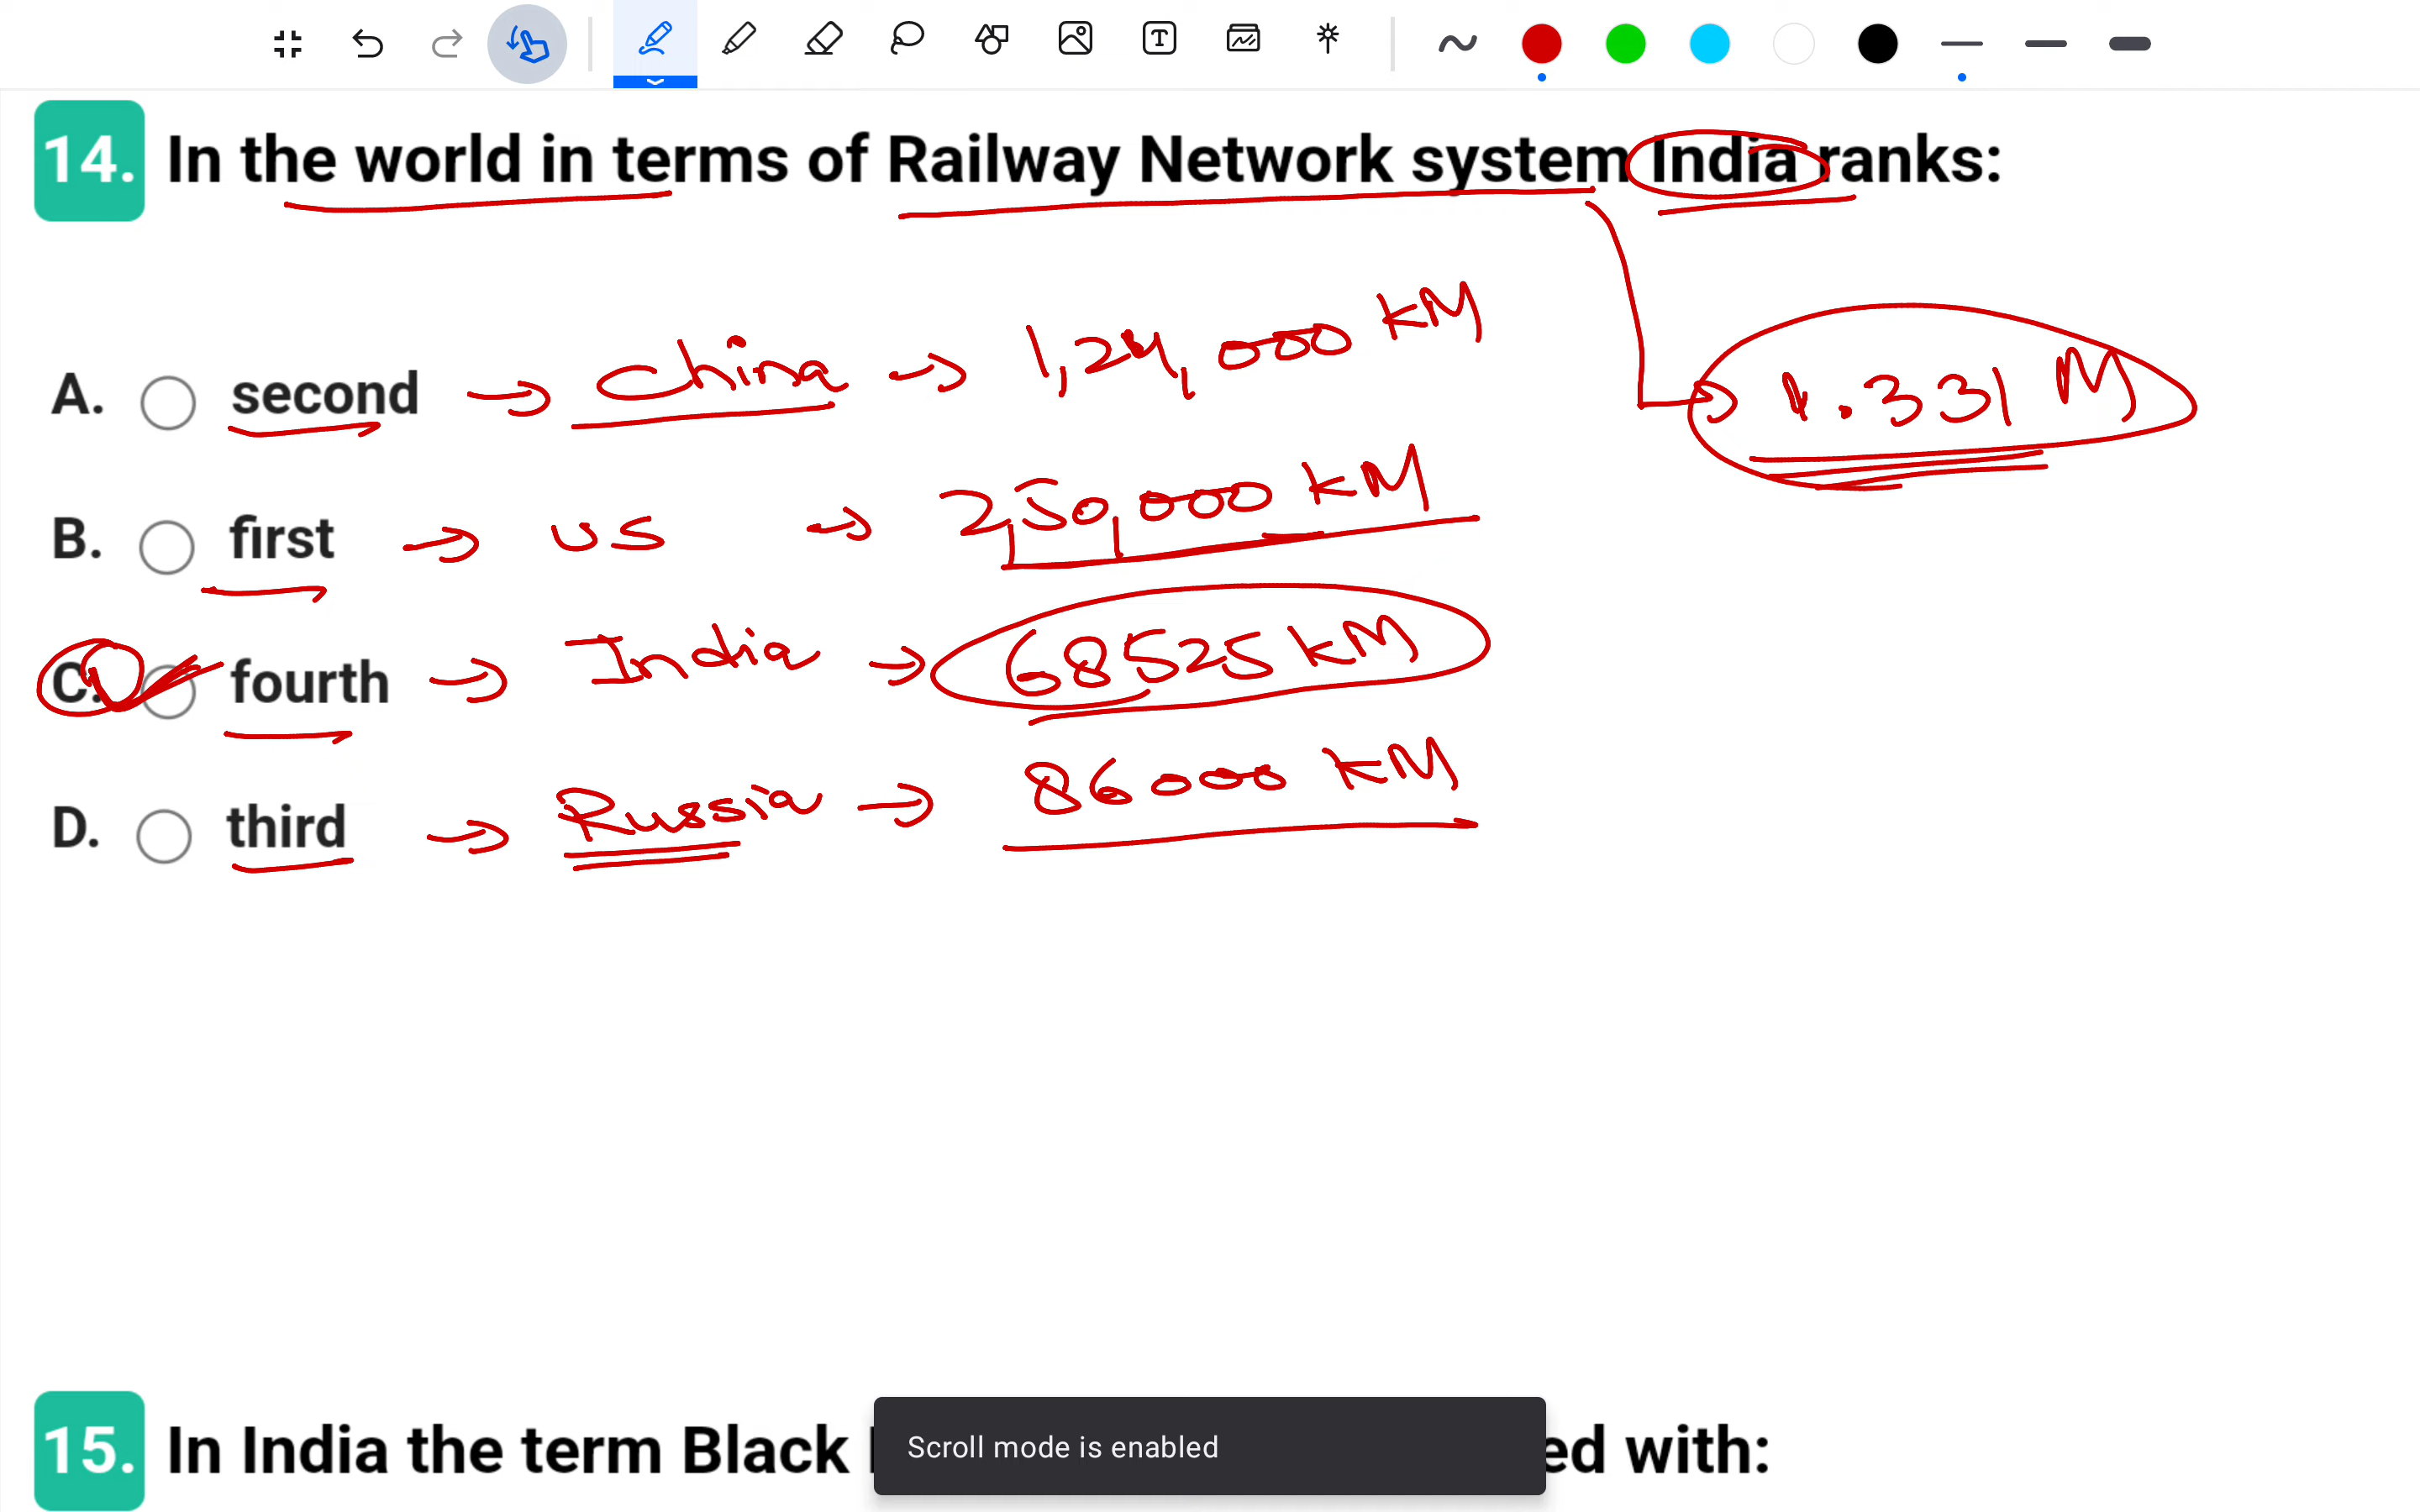 14. In the world in terms of Railway Network system India ranks:
A. second → China → 1,24,000 KM
1.331 M
B. first → US → 2,50,000 KM
C. fourth → India → 68525 KM
D. third → Russia → 86000 KM
15. In India the term Black
ed with:
Scroll mode is enabled